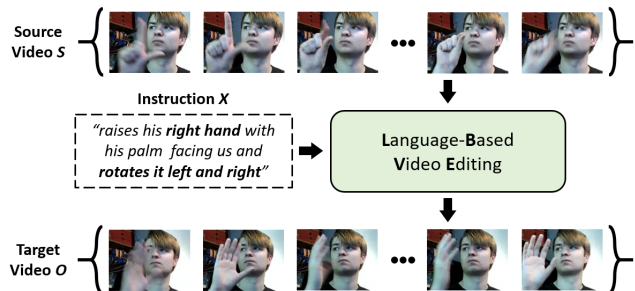 Source
Video S
Instruction X
“raises his right hand with
his palm facing us and
rotates it left and right”
Language-Based
Video Editing
Target
Video O